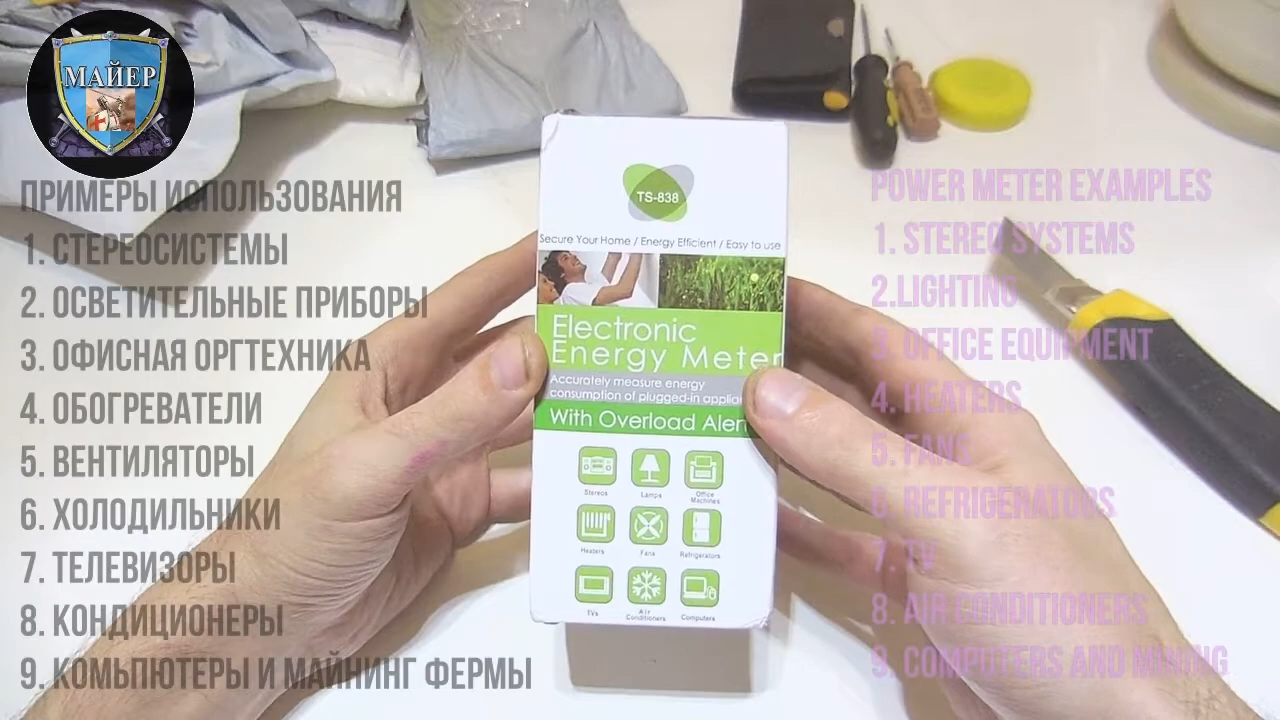 МАЙЕР
ПРИМЕРЫ ИСПОЛЬЗОВАНИЯ
1. СТЕРЕОСИСТЕМЫ
2. ОСВЕТИТЕЛЬНЫЕ ПРИБОРЫ
3. ОФИСНАЯ ОРГТЕХНИКА
4. ОБОГРЕВАТЕЛИ
5. ВЕНТИЛЯТОРЫ
6. ХОЛОДИЛЬНИКИ
7. ТЕЛЕВИЗОРЫ
8. КОНДИЦИОНЕРЫ
9. КОМЬПЮТЕРЫ И МАЙНИНГ ФЕРМЫ
TS-838
Secure Your Home / Energy Efficient / Easy to use
Electronic
Energy Meter
Accurately measure energy
consumption of plugged-in
With Overload
Stereos
Lamps
Office
Machines
Heaters
Fans
Refrigerators
TVs
Air
Conditioners
Computers
POWER METER EXAMPLES
1. STEREO SYSTEMS
2.LIGHTING
3. OFFICE EQUIPMENT
4. HEATERS
5. FANS
6. REFRIGERATORS
7. TV
8. AIR CONDITIONERS
9. COMPUTERS AND MINING